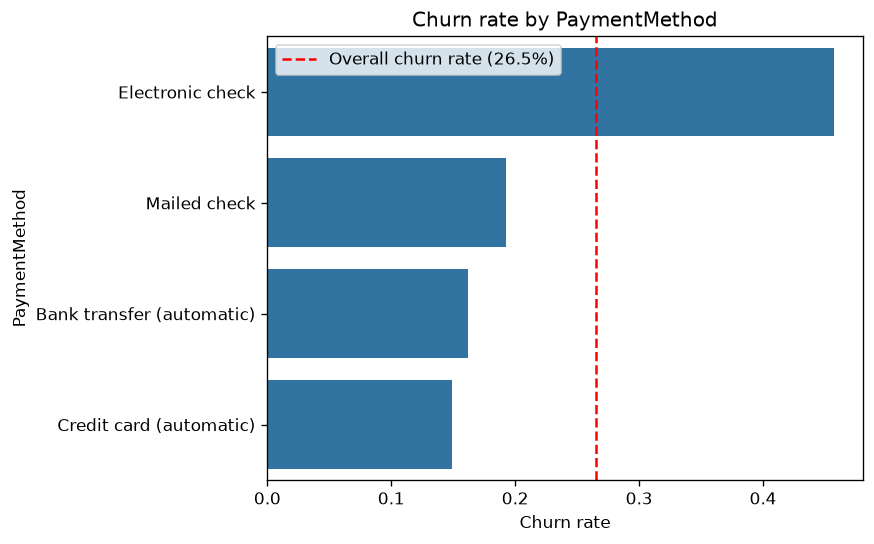 Churn rate by PaymentMethod
Overall churn rate (26.5%)
Electronic check
Mailed check
Bank transfer (automatic)
Credit card (automatic)
PaymentMethod
0.0 0.1 0.2 0.3 0.4
Churn rate